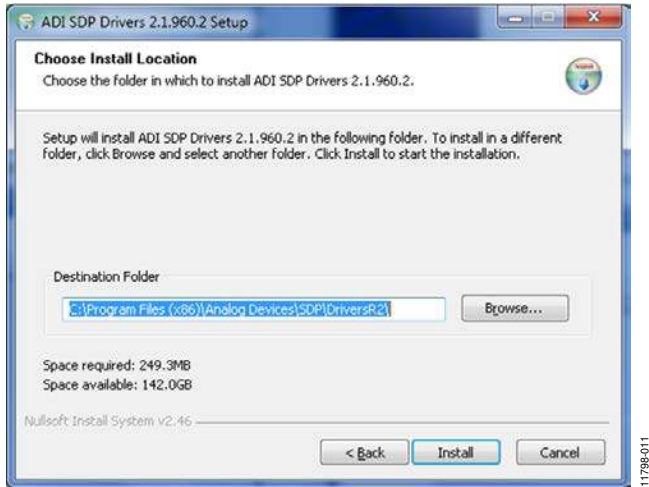 ADI SDP Drivers 2.1.960.2 Setup
Choose Install Location
Choose the folder in which to install ADI SDP Drivers 2.1.960.2.
Setup will install ADI SDP Drivers 2.1.960.2 in the following folder. To install in a different
folder, click Browse and select another folder. Click Install to start the installation.
Destination Folder
C:\Program Files (x86)\Analog Devices\SDP\DriversR2\
Browse...
Space required: 249.3MB
Space available: 142.0GB
Nullsoft Install System v2.46
< Back
Install
Cancel
11798-011